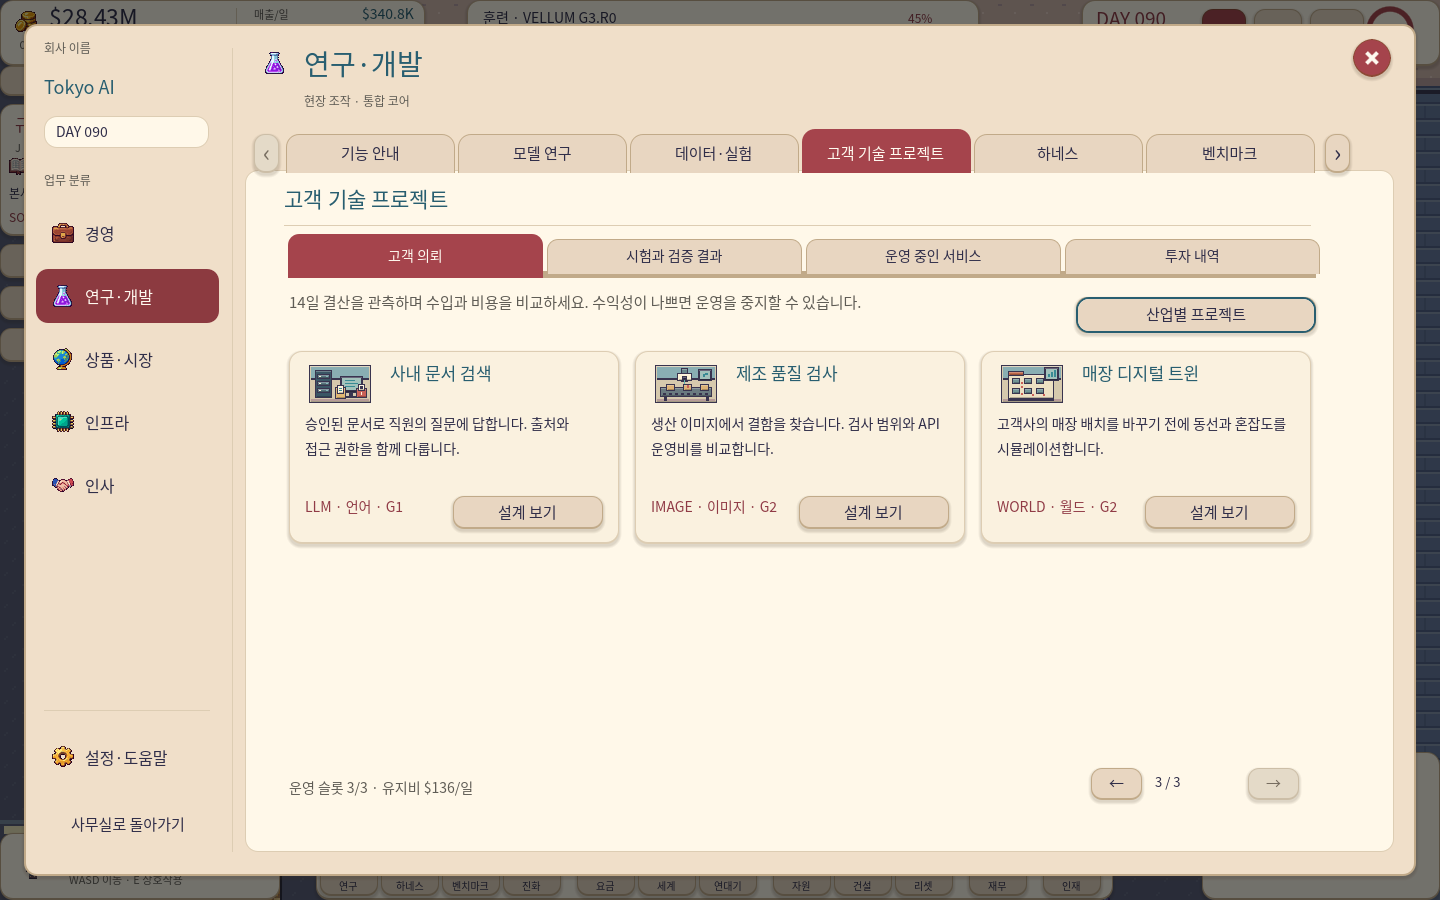 $28.43M
매출/일
$340.8K
훈련 · VELLUM G3.R0
45%
DAY 090
회사 이름
Tokyo AI
DAY 090
업무 분류
경영
연구·개발
상품·시장
인프라
인사
설정·도움말
사무실로 돌아가기
연구·개발
현장 조작 · 통합 코어
‹
기능 안내
모델 연구
데이터·실험
고객 기술 프로젝트
하네스
벤치마크
›
고객 기술 프로젝트
고객 의뢰
시험과 검증 결과
운영 중인 서비스
투자 내역
14일 결산을 관측하며 수입과 비용을 비교하세요. 수익성이 나쁘면 운영을 중지할 수 있습니다.
산업별 프로젝트
사내 문서 검색
승인된 문서로 직원의 질문에 답합니다. 출처와
접근 권한을 함께 다룹니다.
LLM · 언어 · G1
설계 보기
제조 품질 검사
생산 이미지에서 결함을 찾습니다. 검사 범위와 API
운영비를 비교합니다.
IMAGE · 이미지 · G2
설계 보기
매장 디지털 트윈
고객사의 매장 배치를 바꾸기 전에 동선과 혼잡도를
시뮬레이션합니다.
WORLD · 월드 · G2
설계 보기
운영 슬롯 3/3 · 유지비 $136/일
←
3 / 3
→
WASD 이동 · E 상호작용
연구
하네스
벤치마크
진화
요금
세계
연대기
자원
건설
리셋
재무
인재